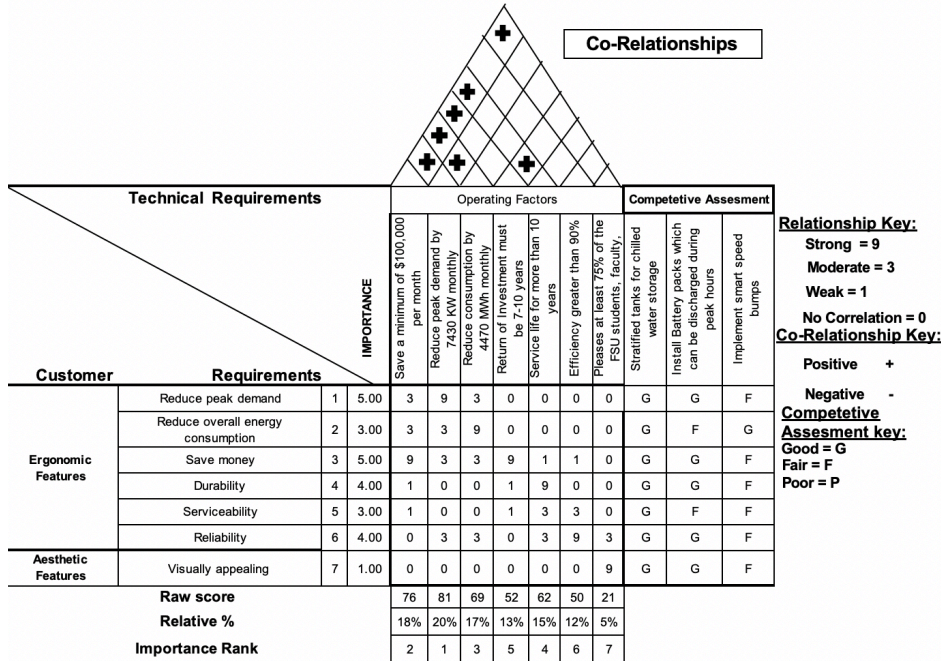 Co-Relationships
Technical Requirements
Operating Factors
Competetive Assesment
IMPORTANCE
Save a minimum of $100,000
per month
Reduce peak demand by
7430 KW monthly
Reduce consumption by
4470 MWh monthly
Return of Investment must
be 7-10 years
Service life for more than 10
years
Efficiency greater than 90%
Pleases at least 75% of the
FSU students, faculty,
Stratified tanks for chilled
water storage
Install Battery packs which
can be discharged during
peak hours
Implement smart speed
bumps
Customer Requirements
Relationship Key:
Strong = 9
Moderate = 3
Weak = 1
No Correlation = 0
Co-Relationship Key:
Positive +
Negative -
Competetive
Assesment key:
Good = G
Fair = F
Poor = P
Ergonomic
Features
Reduce peak demand 1 5.00 3 9 3 0 0 0 0 G G F
Reduce overall energy
consumption 2 3.00 3 3 9 0 0 0 0 G F G
Save money 3 5.00 9 3 3 9 1 1 0 G G F
Durability 4 4.00 1 0 0 1 9 0 0 G G F
Serviceability 5 3.00 1 0 0 1 3 3 0 G F F
Reliability 6 4.00 0 3 3 0 3 9 3 G G F
Aesthetic
Features
Visually appealing 7 1.00 0 0 0 0 0 0 9 G G F
Raw score 76 81 69 52 62 50 21
Relative % 18% 20% 17% 13% 15% 12% 5%
Importance Rank 2 1 3 5 4 6 7